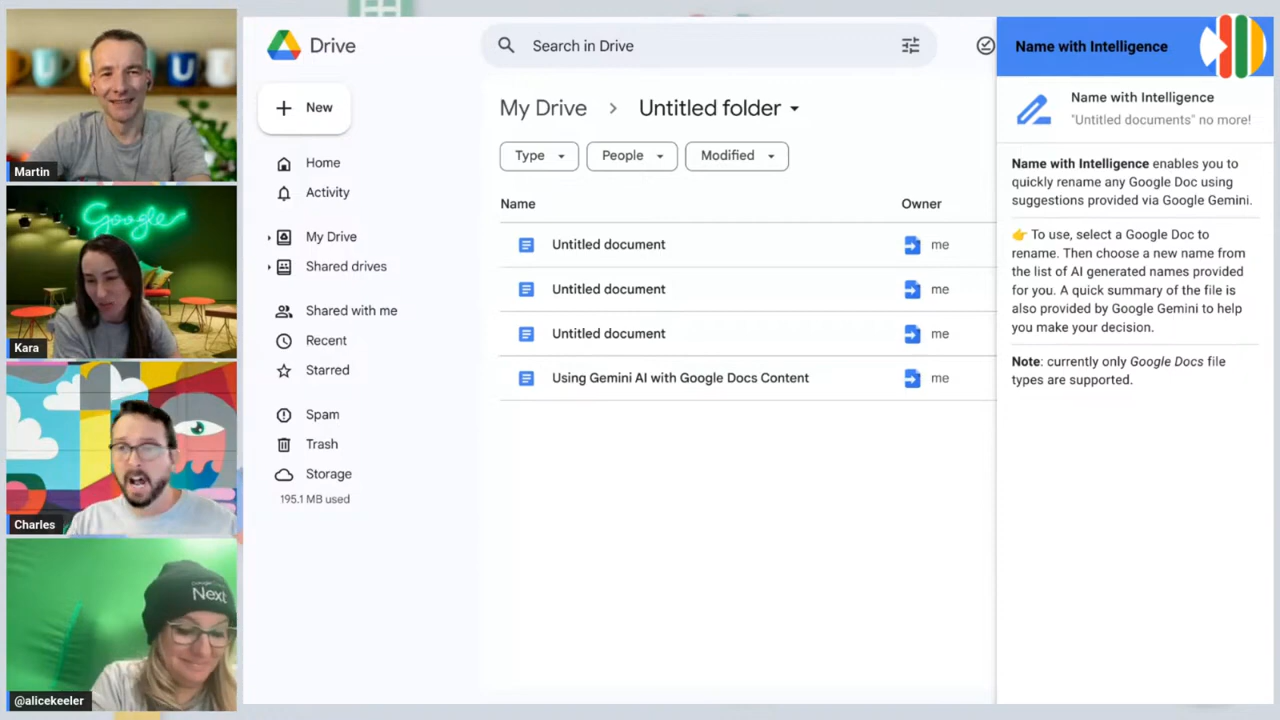 Martin
Google
Kara
Charles
Google Cloud
Next
@alicekeeler
Drive
Search in Drive
New
Home
Activity
My Drive
Shared drives
Shared with me
Recent
Starred
Spam
Trash
Storage
195.1 MB used
My Drive
Untitled folder
Type
People
Modified
Name
Owner
Untitled document
me
Untitled document
me
Untitled document
me
Using Gemini AI with Google Docs Content
me
Name with Intelligence
Name with Intelligence
"Untitled documents" no more!
Name with Intelligence enables you to
quickly rename any Google Doc using
suggestions provided via Google Gemini.
👉 To use, select a Google Doc to
rename. Then choose a new name from
the list of AI generated names provided
for you. A quick summary of the file is
also provided by Google Gemini to help
you make your decision.
Note: currently only Google Docs file
types are supported.